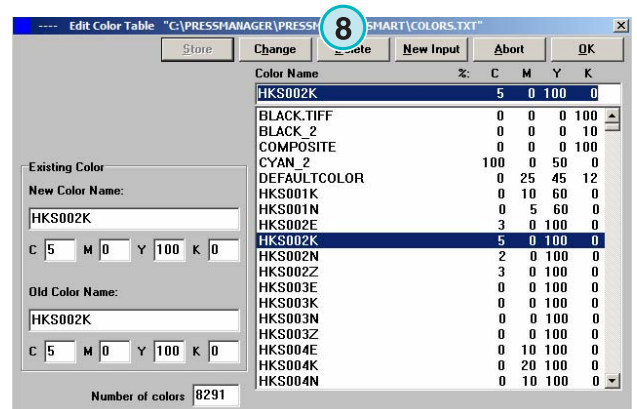 ---- Edit Color Table "C:\PRESSMANAGER\PRESSM SMART\COLORS.TXT"
8
Store Change Delete New Input Abort OK
Color Name %: C M Y K
HKS002K 5 0 100 0
BLACK.TIFF 0 0 0 100
BLACK_2 0 0 0 10
COMPOSITE 0 0 0 100
CYAN_2 100 0 50 0
DEFAULTCOLOR 0 25 45 12
HKS001K 0 10 60 0
HKS001N 0 5 60 0
HKS002E 3 0 100 0
HKS002K 5 0 100 0
HKS002N 2 0 100 0
HKS002Z 3 0 100 0
HKS003E 0 0 100 0
HKS003K 0 0 100 0
HKS003N 0 0 100 0
HKS003Z 0 0 100 0
HKS004E 0 10 100 0
HKS004K 0 20 100 0
HKS004N 0 10 100 0
Existing Color
New Color Name:
HKS002K
C 5 M 0 Y 100 K 0
Old Color Name:
HKS002K
C 5 M 0 Y 100 K 0
Number of colors 8291